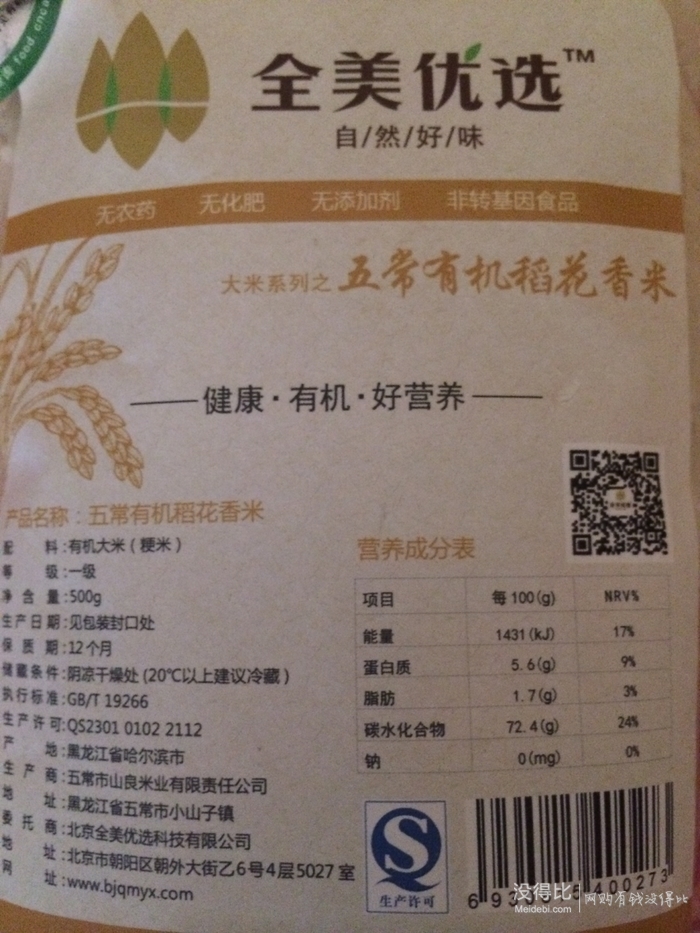 food cnca
全美优选™
自/然/好/味
无农药 无化肥 无添加剂 非转基因食品
大米系列之 五常有机稻花香米
健康·有机·好营养
产品名称：五常有机稻花香米
配料：有机大米（粳米）
等级：一级
净含量：500g
生产日期：见包装封口处
保质期：12个月
储藏条件：阴凉干燥处(20℃以上建议冷藏)
执行标准：GB/T 19266
生产许可：QS2301 0102 2112
产地：黑龙江省哈尔滨市
生产商：五常市山良米业有限责任公司
地址：黑龙江省五常市小山子镇
委托商：北京全美优选科技有限公司
地址：北京市朝阳区朝外大街乙6号4层5027室
网址：www.bjqmyx.com
营养成分表
项目 每100(g) NRV%
能量 1431(kJ) 17%
蛋白质 5.6(g) 9%
脂肪 1.7(g) 3%
碳水化合物 72.4(g) 24%
钠 0(mg) 0%
S
生产许可
没得比
Meidebi.com
网购有钱没得比